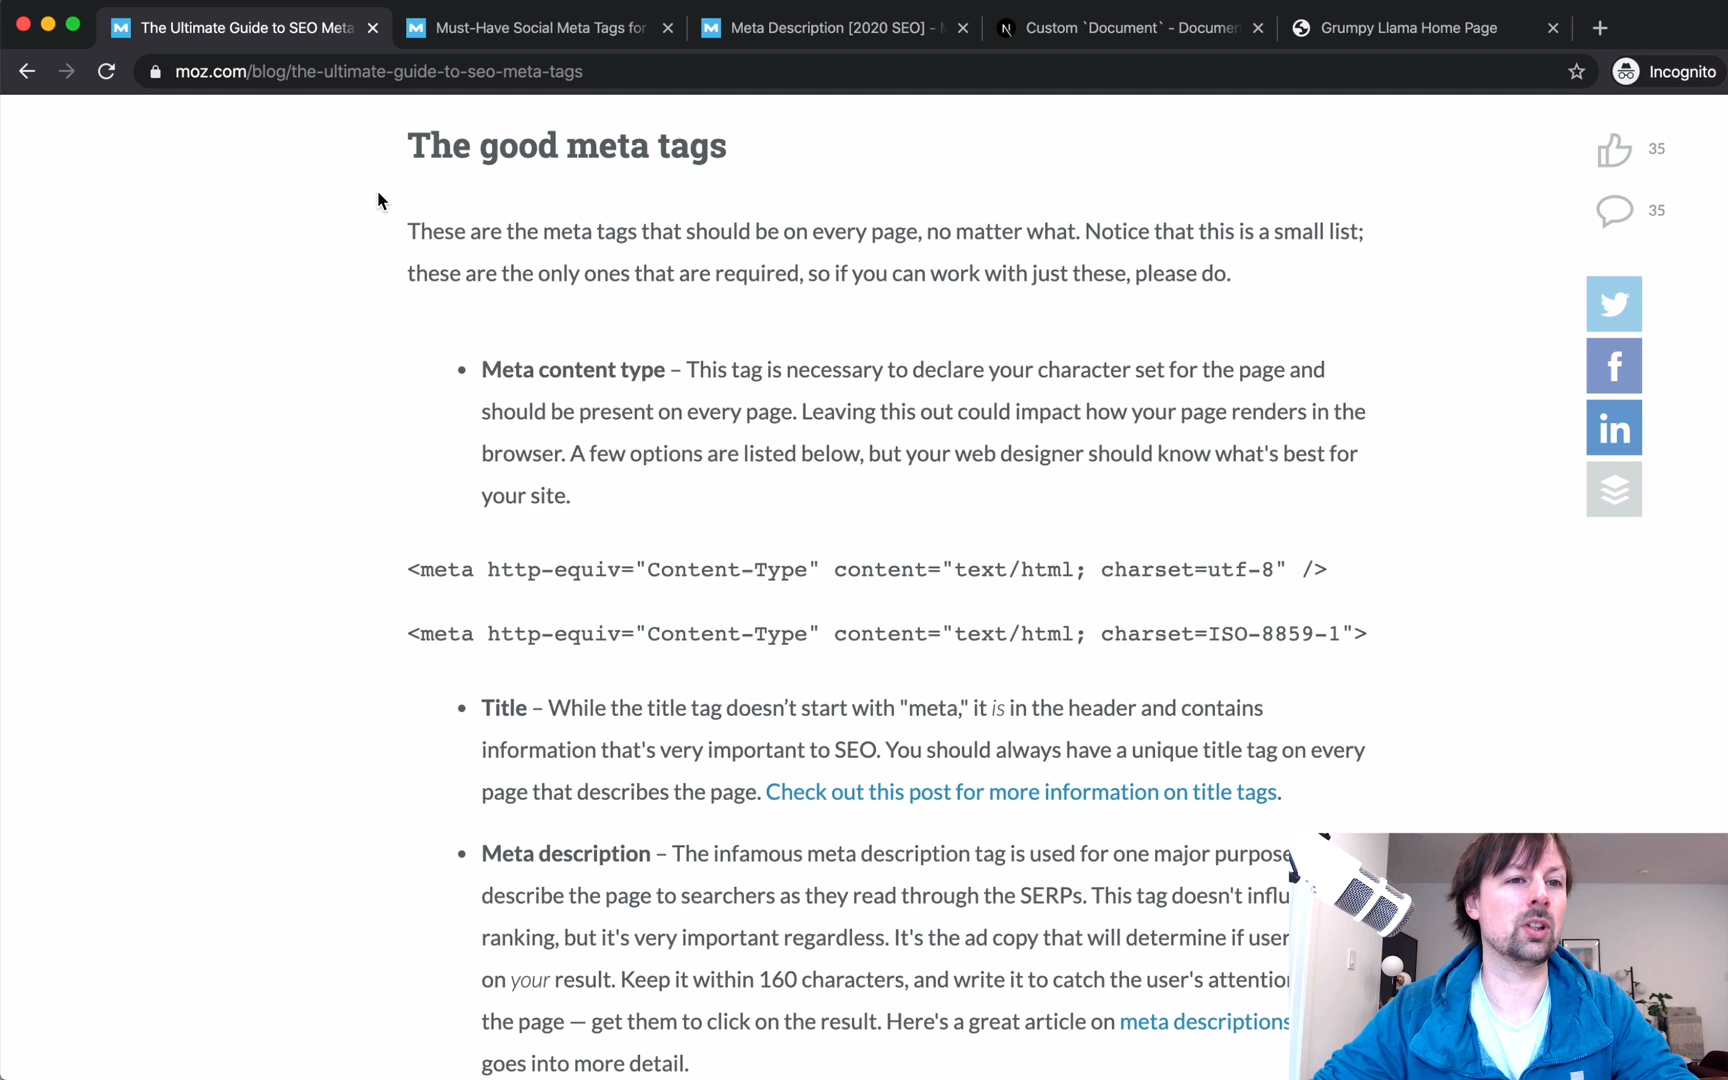 The Ultimate Guide to SEO Meta
Must-Have Social Meta Tags for
Meta Description [2020 SEO] -
Custom `Document` - Documen
Grumpy Llama Home Page
moz.com/blog/the-ultimate-guide-to-seo-meta-tags
Incognito
The good meta tags
35
These are the meta tags that should be on every page, no matter what. Notice that this is a small list;
these are the only ones that are required, so if you can work with just these, please do.
35
• Meta content type – This tag is necessary to declare your character set for the page and
should be present on every page. Leaving this out could impact how your page renders in the
browser. A few options are listed below, but your web designer should know what's best for
your site.
<meta http-equiv="Content-Type" content="text/html; charset=utf-8" />
<meta http-equiv="Content-Type" content="text/html; charset=ISO-8859-1">
• Title – While the title tag doesn’t start with "meta," it is in the header and contains
information that's very important to SEO. You should always have a unique title tag on every
page that describes the page. Check out this post for more information on title tags.
• Meta description – The infamous meta description tag is used for one major purpose
describe the page to searchers as they read through the SERPs. This tag doesn't influ
ranking, but it's very important regardless. It's the ad copy that will determine if user
on your result. Keep it within 160 characters, and write it to catch the user's attention
the page — get them to click on the result. Here's a great article on meta descriptions
goes into more detail.